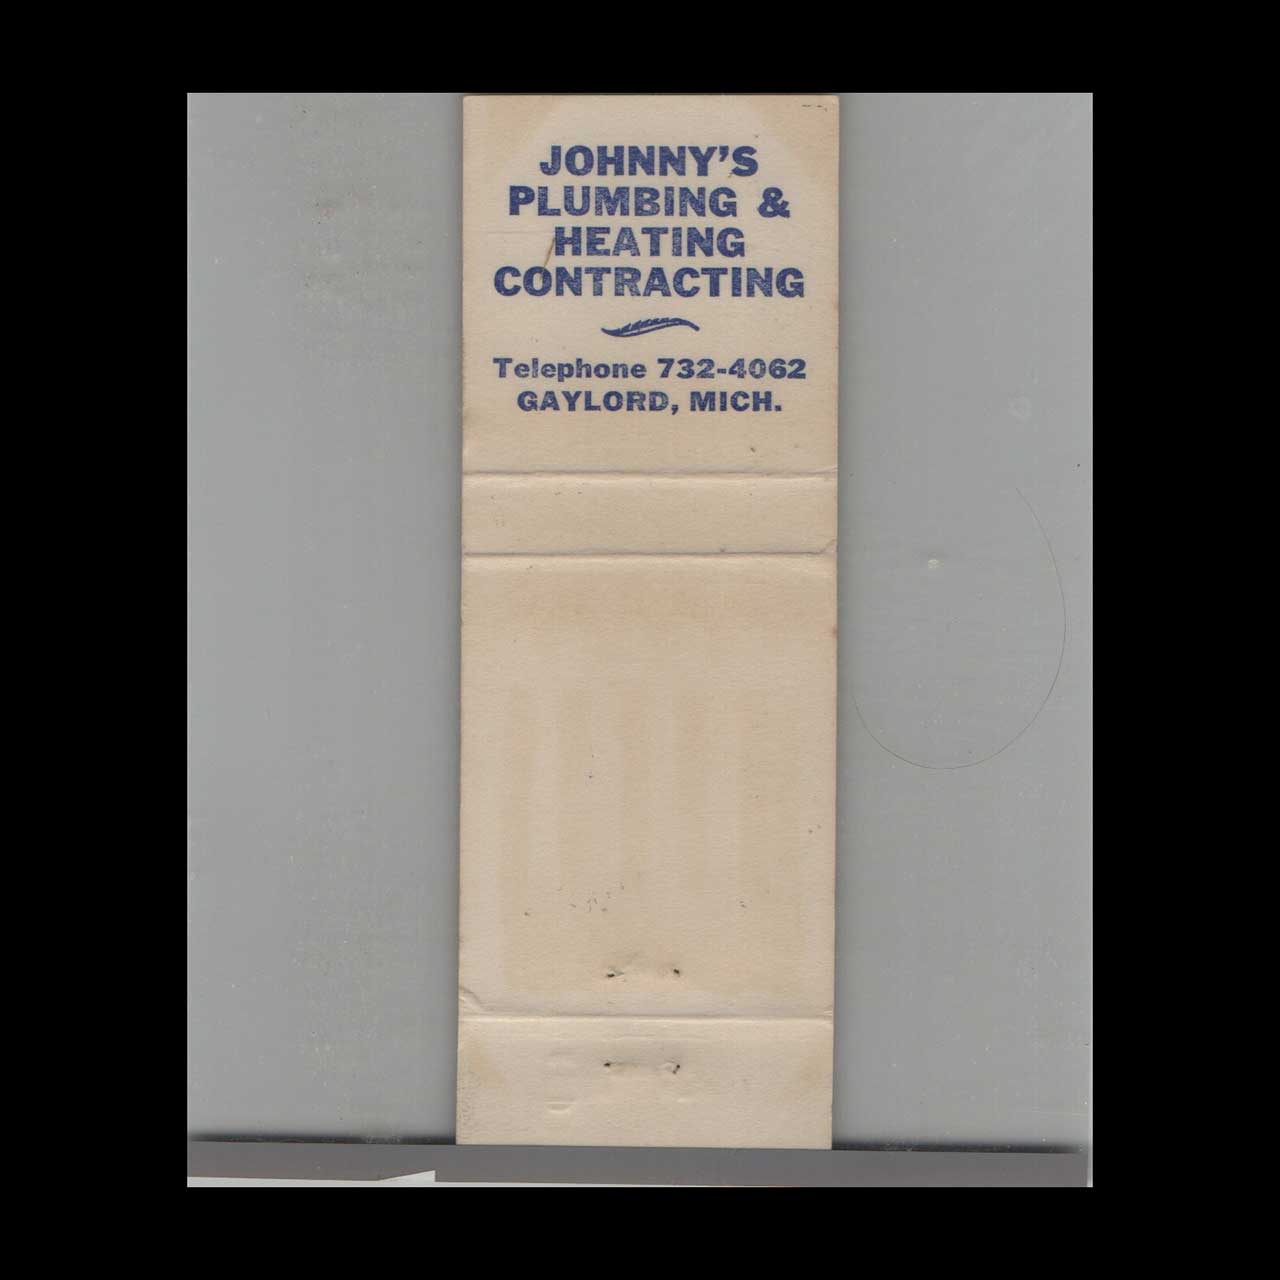 JOHNNY'S
PLUMBING &
HEATING
CONTRACTING
Telephone 732-4062
GAYLORD, MICH.